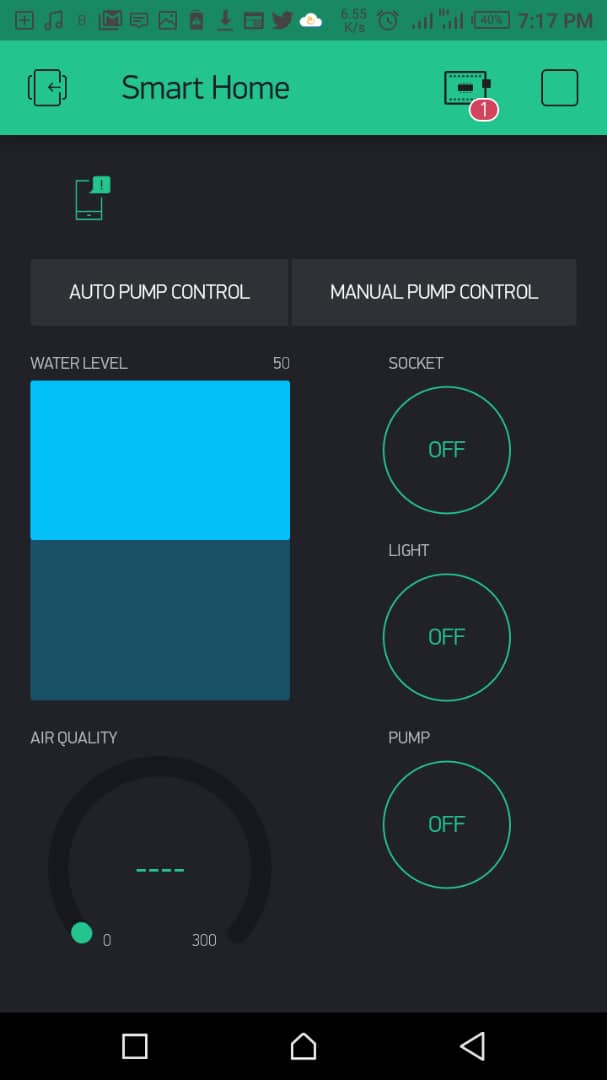 B 6.55 K/s H+ 40% 7:17 PM
Smart Home
1
!
AUTO PUMP CONTROL MANUAL PUMP CONTROL
WATER LEVEL 50 SOCKET
OFF
LIGHT
OFF
AIR QUALITY PUMP
OFF
----
0 300